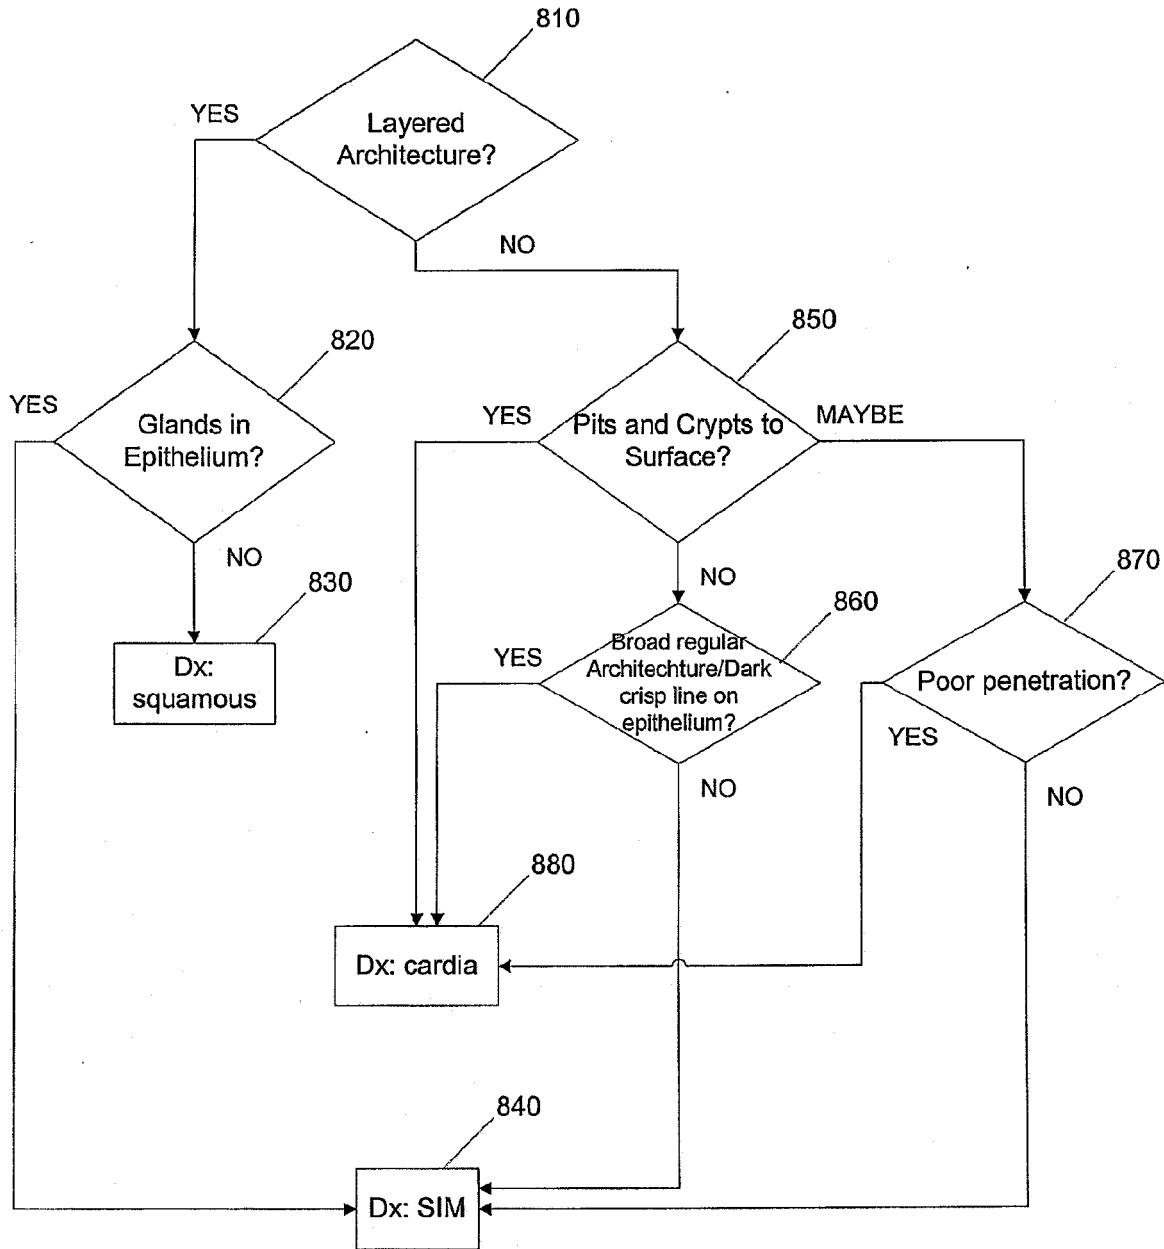 810
YES
Layered
Architecture?
NO
820
850
YES
Glands in
Epithelium?
YES
Pits and Crypts to
Surface?
MAYBE
NO
NO
830
860
870
Dx:
squamous
YES
Broad regular
Architechture/Dark
crisp line on
epithelium?
Poor penetration?
YES
NO
NO
880
Dx: cardia
840
Dx: SIM